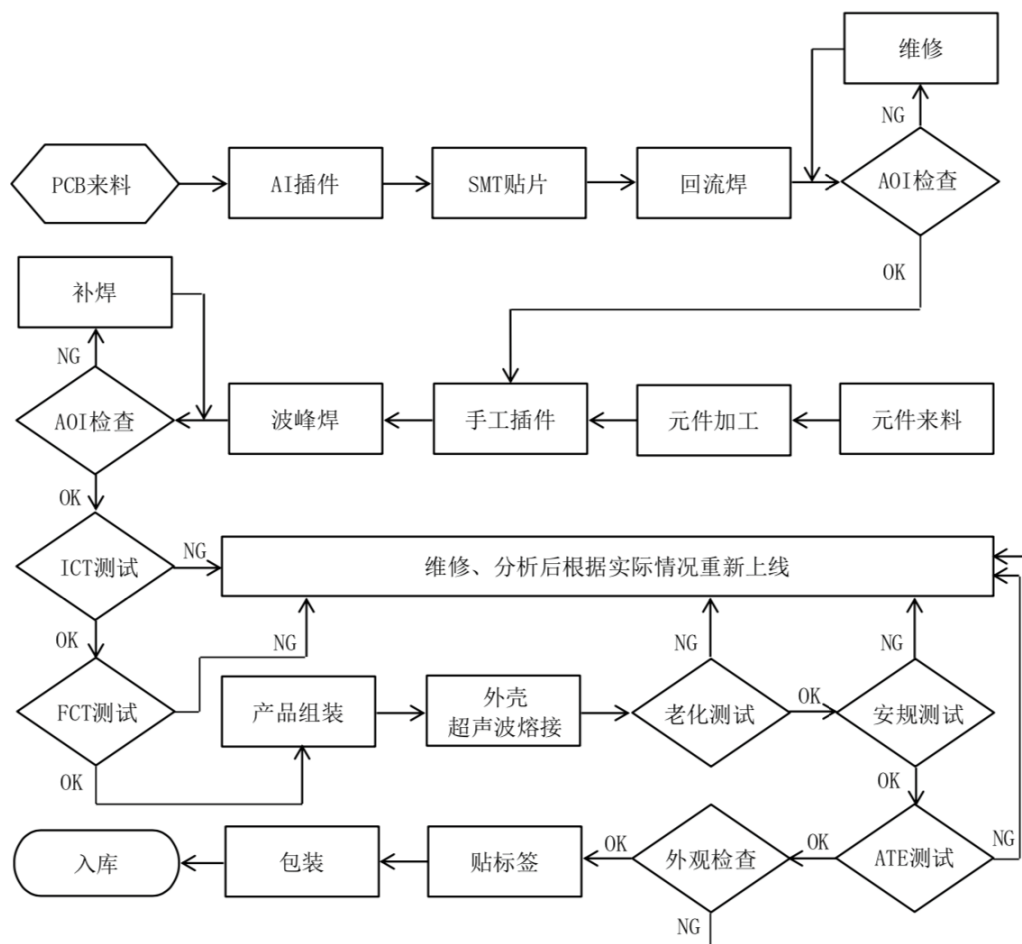 维修
NG
PCB来料
AI插件
SMT贴片
回流焊
AOI检查
OK
补焊
NG
AOI检查
波峰焊
手工插件
元件加工
元件来料
OK
ICT测试
NG
维修、分析后根据实际情况重新上线
OK
NG
NG
NG
FCT测试
产品组装
外壳
超声波熔接
老化测试
OK
安规测试
OK
OK
入库
包装
贴标签
OK
外观检查
OK
ATE测试
NG
NG